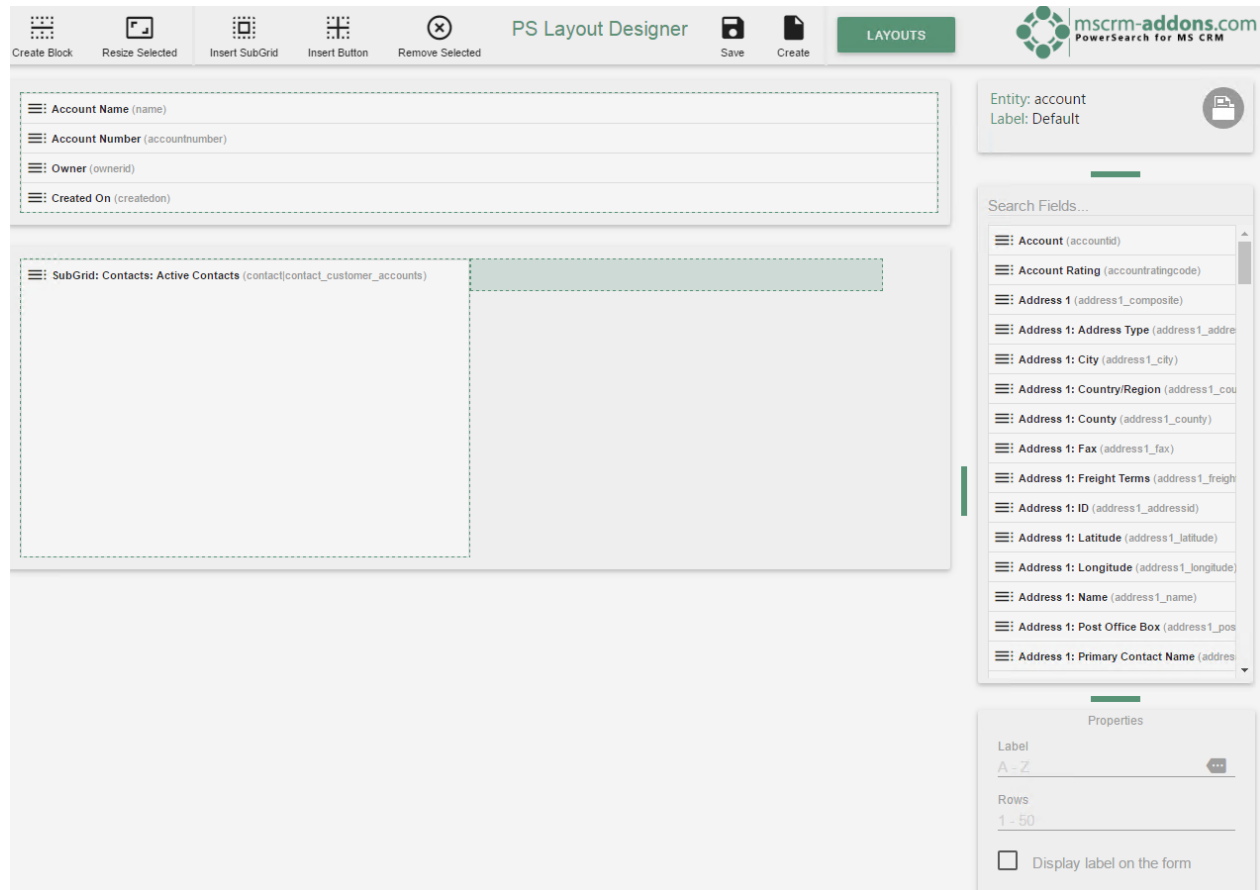 Create Block
Resize Selected
Insert SubGrid
Insert Button
Remove Selected
PS Layout Designer
Save
Create
LAYOUTS
mscrm-addons.com
PowerSearch for MS CRM
Account Name (name)
Account Number (accountnumber)
Owner (ownerid)
Created On (createdon)
SubGrid: Contacts: Active Contacts (contact|contact_customer_accounts)
Entity: account
Label: Default
Search Fields...
Account (accountid)
Account Rating (accountratingcode)
Address 1 (address1_composite)
Address 1: Address Type (address1_addre
Address 1: City (address1_city)
Address 1: Country/Region (address1_cou
Address 1: County (address1_county)
Address 1: Fax (address1_fax)
Address 1: Freight Terms (address1_freigh
Address 1: ID (address1_addressid)
Address 1: Latitude (address1_latitude)
Address 1: Longitude (address1_longitude)
Address 1: Name (address1_name)
Address 1: Post Office Box (address1_pos
Address 1: Primary Contact Name (addres
Properties
Label
A - Z
Rows
1 - 50
Display label on the form